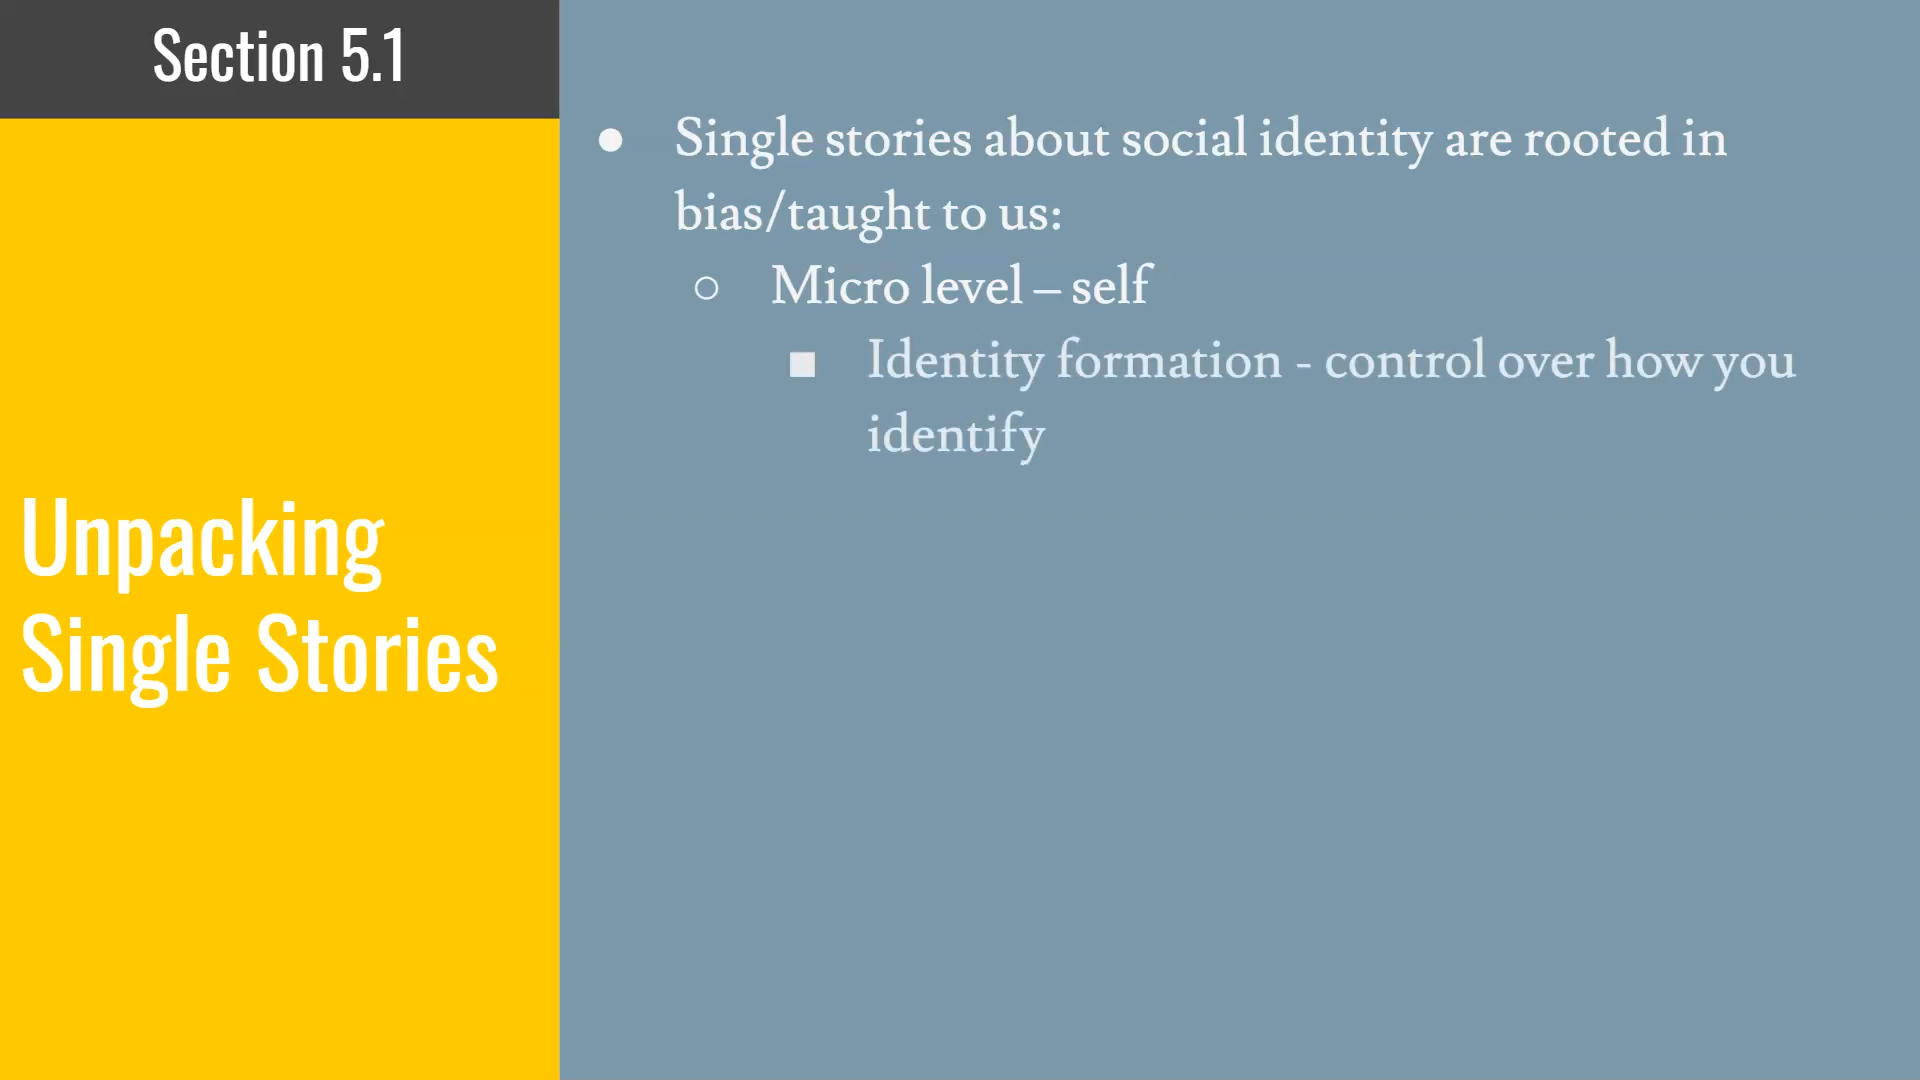 Section 5.1
Unpacking
Single Stories
● Single stories about social identity are rooted in
bias/taught to us:
○ Micro level – self
■ Identity formation - control over how you
identify